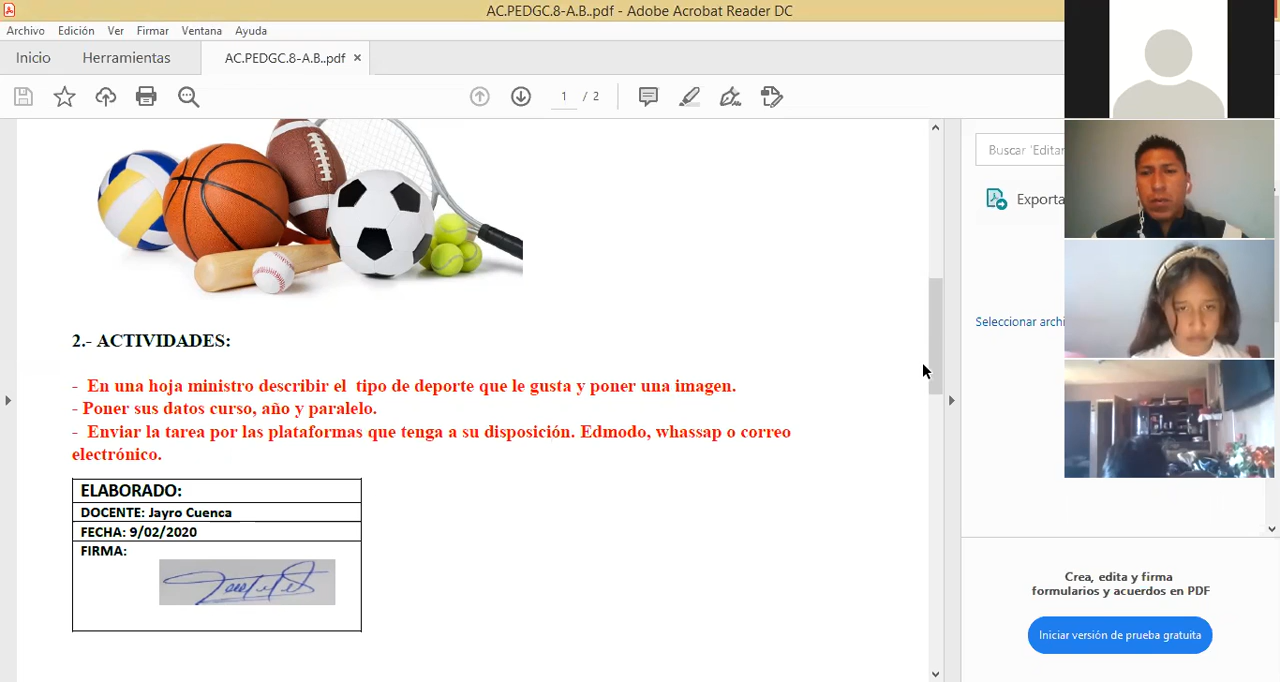 AC.PEDGC.8-A.B..pdf - Adobe Acrobat Reader DC
Archivo Edición Ver Firmar Ventana Ayuda
Inicio Herramientas AC.PEDGC.8-A.B..pdf ×
1 / 2
Buscar 'Editar
Exporta
Seleccionar archi
2.- ACTIVIDADES:
- En una hoja ministro describir el tipo de deporte que le gusta y poner una imagen.
- Poner sus datos curso, año y paralelo.
- Enviar la tarea por las plataformas que tenga a su disposición. Edmodo, whassap o correo
electrónico.
ELABORADO:
DOCENTE: Jayro Cuenca
FECHA: 9/02/2020
FIRMA:
Crea, edita y firma
formularios y acuerdos en PDF
Iniciar versión de prueba gratuita